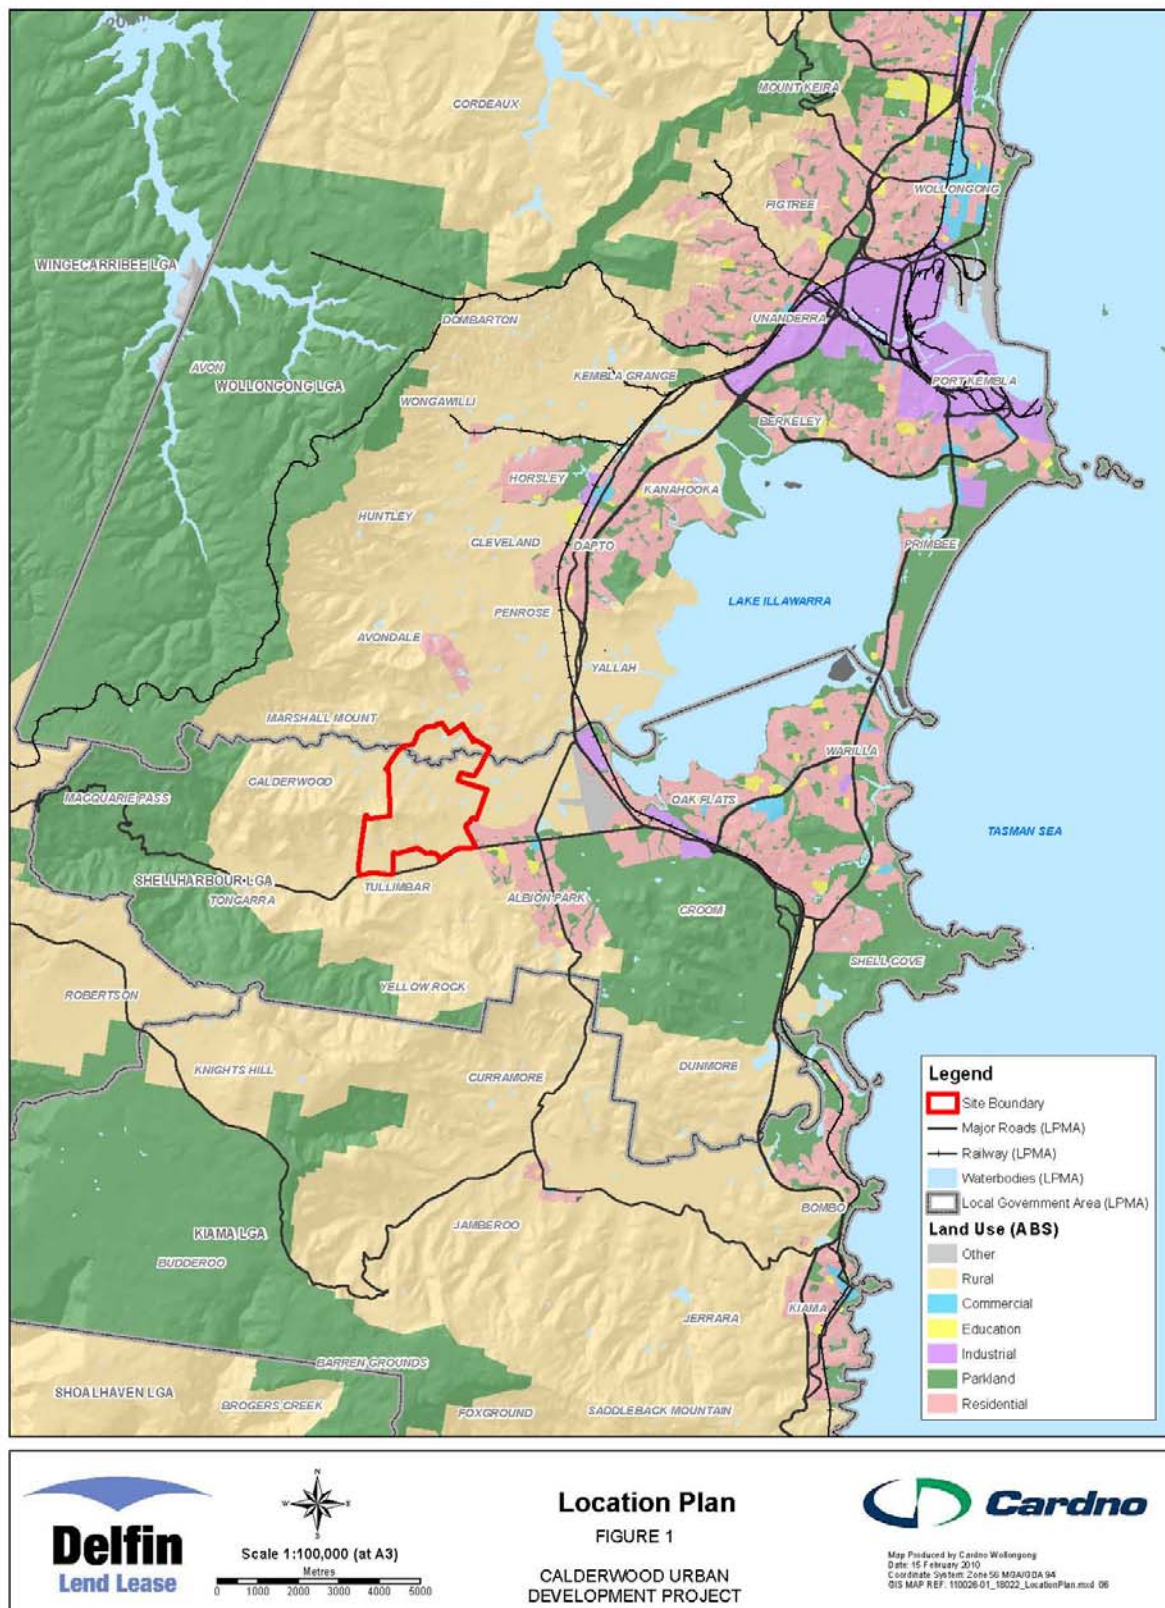 CORDEAUX
MOUNT KEIRA
WOLLONGONG
FIGTREE
WINGECARRIBEE LGA
UNANDERRA
DOMBARTON
AVON
WOLLONGONG LGA
KEMBLA GRANGE
PORT KEMBLA
WONGAWILLI
BERKELEY
HORSLEY
KANAHOOKA
HUNTLEY
CLEVELAND
DAPTO
PRIMBEE
LAKE ILLAWARRA
PENROSE
AVONDALE
YALLAH
MARSHALL MOUNT
WARILLA
CALDERWOOD
MACQUARIE PASS
OAK FLATS
TASMAN SEA
SHELLHARBOUR LGA
TULLIMBAR
TONGARRA
ALBION PARK
CROOM
SHELL COVE
YELLOW ROCK
ROBERTSON
KNIGHTS HILL
CURRAMORE
DUNMORE
JAMBEROO
BOMBO
KIAMA LGA
BUDDEROO
KIAMA
JERRARA
BARREN GROUNDS
SHOALHAVEN LGA
BROGERS CREEK
FOXGROUND
SADDLEBACK MOUNTAIN
Legend
Site Boundary
Major Roads (LPMA)
Railway (LPMA)
Waterbodies (LPMA)
Local Government Area (LPMA)
Land Use (ABS)
Other
Rural
Commercial
Education
Industrial
Parkland
Residential
Delfin
Lend Lease
N
W
E
S
Scale 1:100,000 (at A3)
Metres
0 1000 2000 3000 4000 5000
Location Plan
FIGURE 1
CALDERWOOD URBAN
DEVELOPMENT PROJECT
Cardno
Map Produced by Cardno Wollongong
Date: 15 February 2010
Coordinate System: Zone 56 MGA/GDA 94
GIS MAP REF: 110026-01_18022_LocationPlan.mxd 06